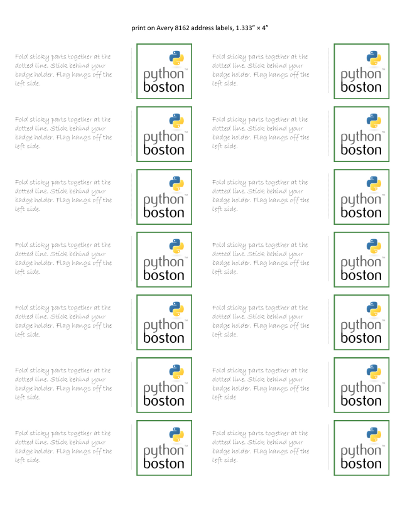 print on Avery 8162 address labels, 1.333" × 4"
Fold sticky parts together at the
dotted line. Stick behind your
badge holder. Flag hangs off the
left side.
python™
boston
Fold sticky parts together at the
dotted line. Stick behind your
badge holder. Flag hangs off the
left side.
python™
boston
Fold sticky parts together at the
dotted line. Stick behind your
badge holder. Flag hangs off the
left side.
python™
boston
Fold sticky parts together at the
dotted line. Stick behind your
badge holder. Flag hangs off the
left side.
python™
boston
Fold sticky parts together at the
dotted line. Stick behind your
badge holder. Flag hangs off the
left side.
python™
boston
Fold sticky parts together at the
dotted line. Stick behind your
badge holder. Flag hangs off the
left side.
python™
boston
Fold sticky parts together at the
dotted line. Stick behind your
badge holder. Flag hangs off the
left side.
python™
boston
Fold sticky parts together at the
dotted line. Stick behind your
badge holder. Flag hangs off the
left side.
python™
boston
Fold sticky parts together at the
dotted line. Stick behind your
badge holder. Flag hangs off the
left side.
python™
boston
Fold sticky parts together at the
dotted line. Stick behind your
badge holder. Flag hangs off the
left side.
python™
boston
Fold sticky parts together at the
dotted line. Stick behind your
badge holder. Flag hangs off the
left side.
python™
boston
Fold sticky parts together at the
dotted line. Stick behind your
badge holder. Flag hangs off the
left side.
python™
boston
Fold sticky parts together at the
dotted line. Stick behind your
badge holder. Flag hangs off the
left side.
python™
boston
Fold sticky parts together at the
dotted line. Stick behind your
badge holder. Flag hangs off the
left side.
python™
boston